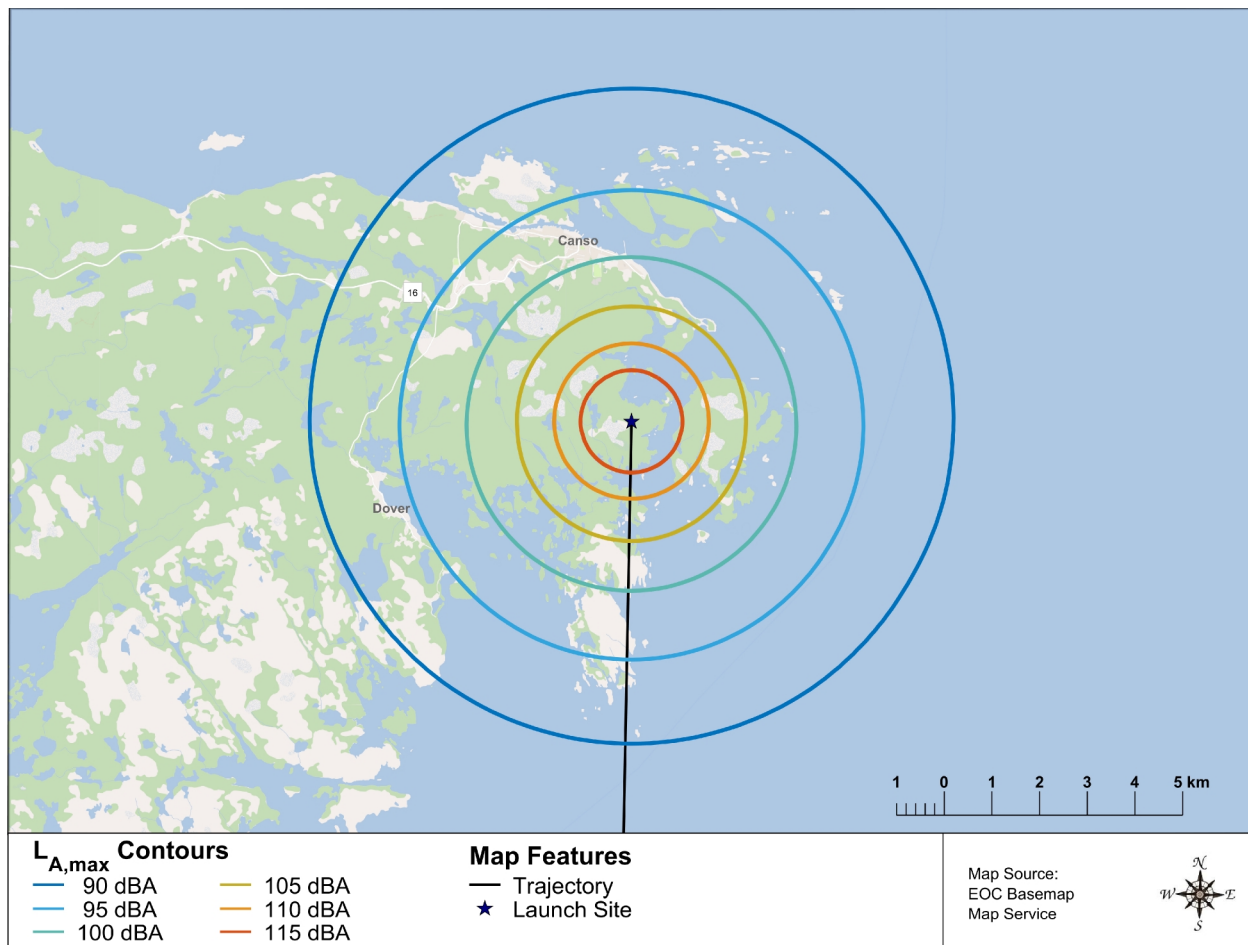 Canso
16
Dover
1 0 1 2 3 4 5 km
L_A,max Contours
90 dBA
95 dBA
100 dBA
105 dBA
110 dBA
115 dBA
Map Features
Trajectory
Launch Site
Map Source:
EOC Basemap
Map Service
N
W E
S